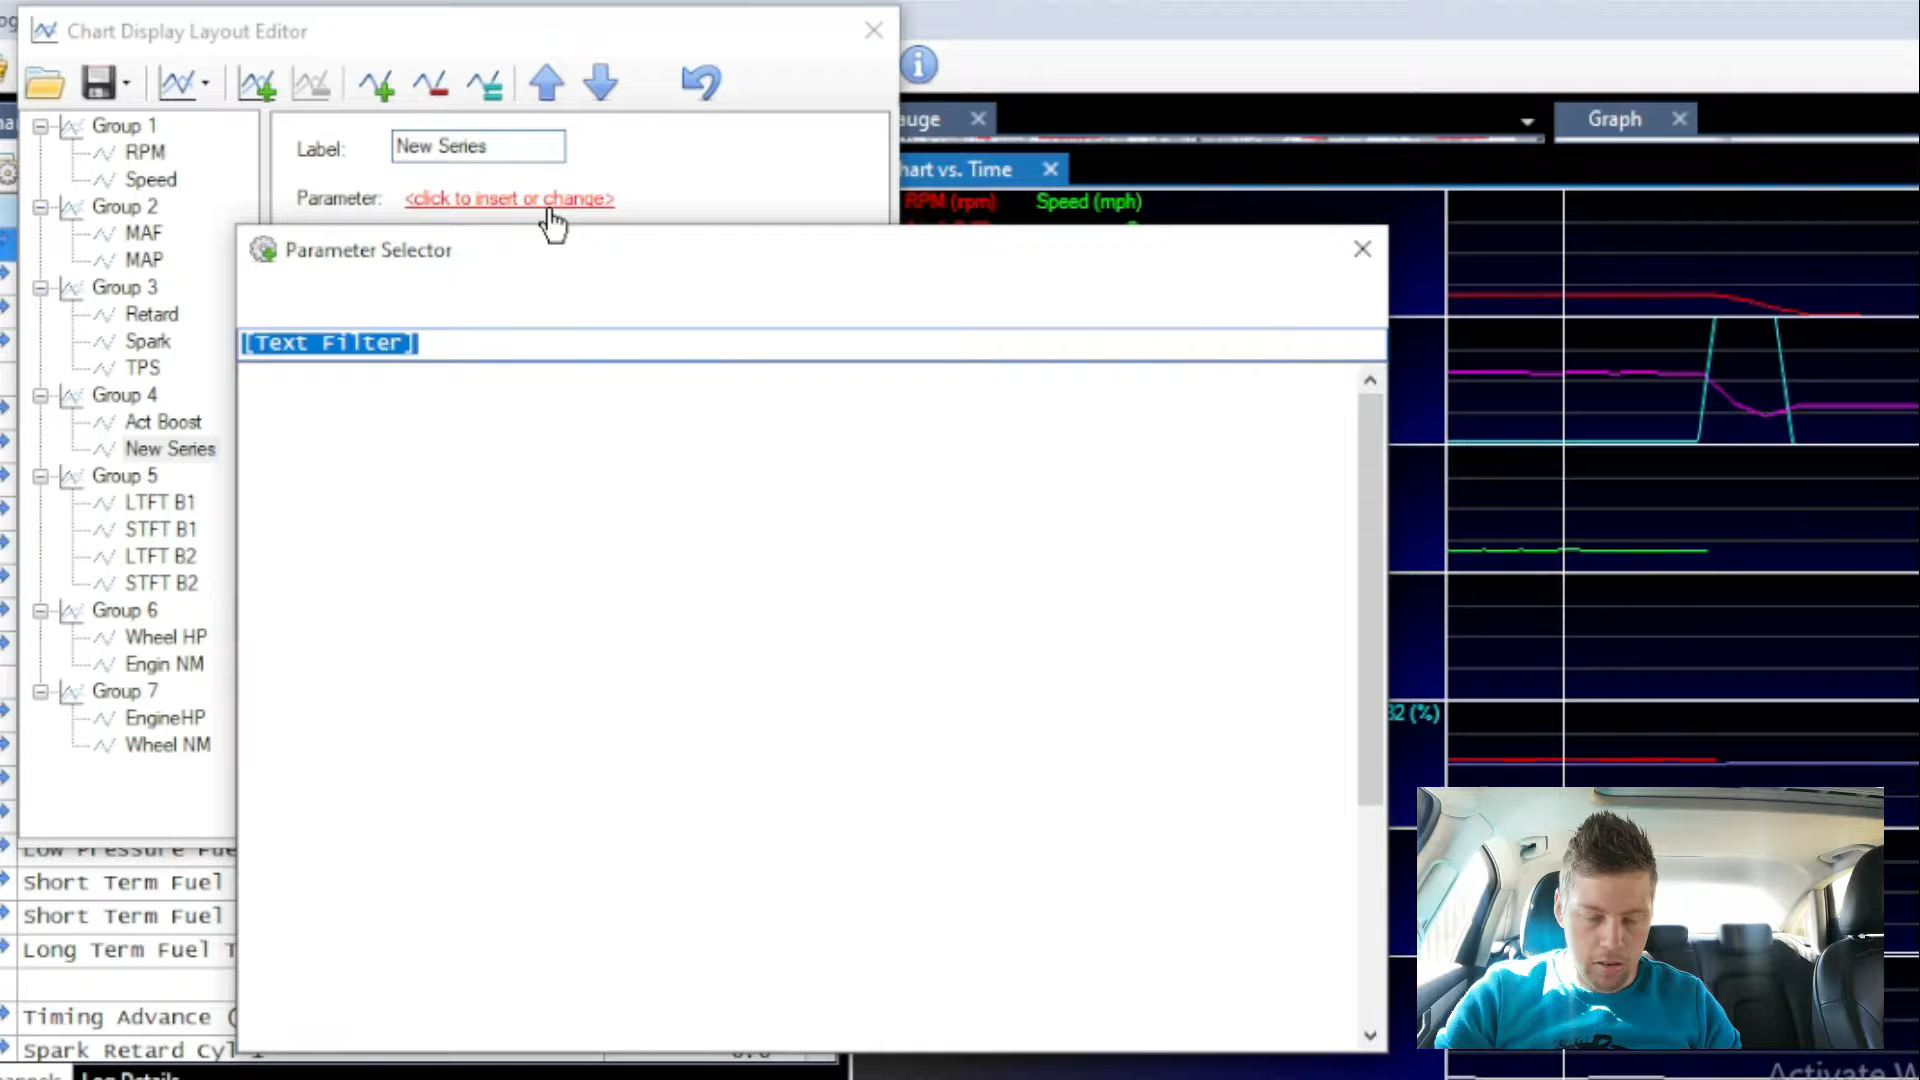 Chart Display Layout Editor
Group 1
RPM
Speed
Group 2
MAF
MAP
Group 3
Retard
Spark
TPS
Group 4
Act Boost
New Series
Group 5
LTFT B1
STFT B1
LTFT B2
STFT B2
Group 6
Wheel HP
Engin NM
Group 7
EngineHP
Wheel NM
Label:
New Series
Parameter:
<click to insert or change>
Parameter Selector
[Text Filter]
Graph
vs. Time
RPM (rpm)
Speed (mph)
(%)
Short Term Fuel
Short Term Fuel
Long Term Fuel
Timing Advance
Spark Retard Cyl
Log Details
Activate